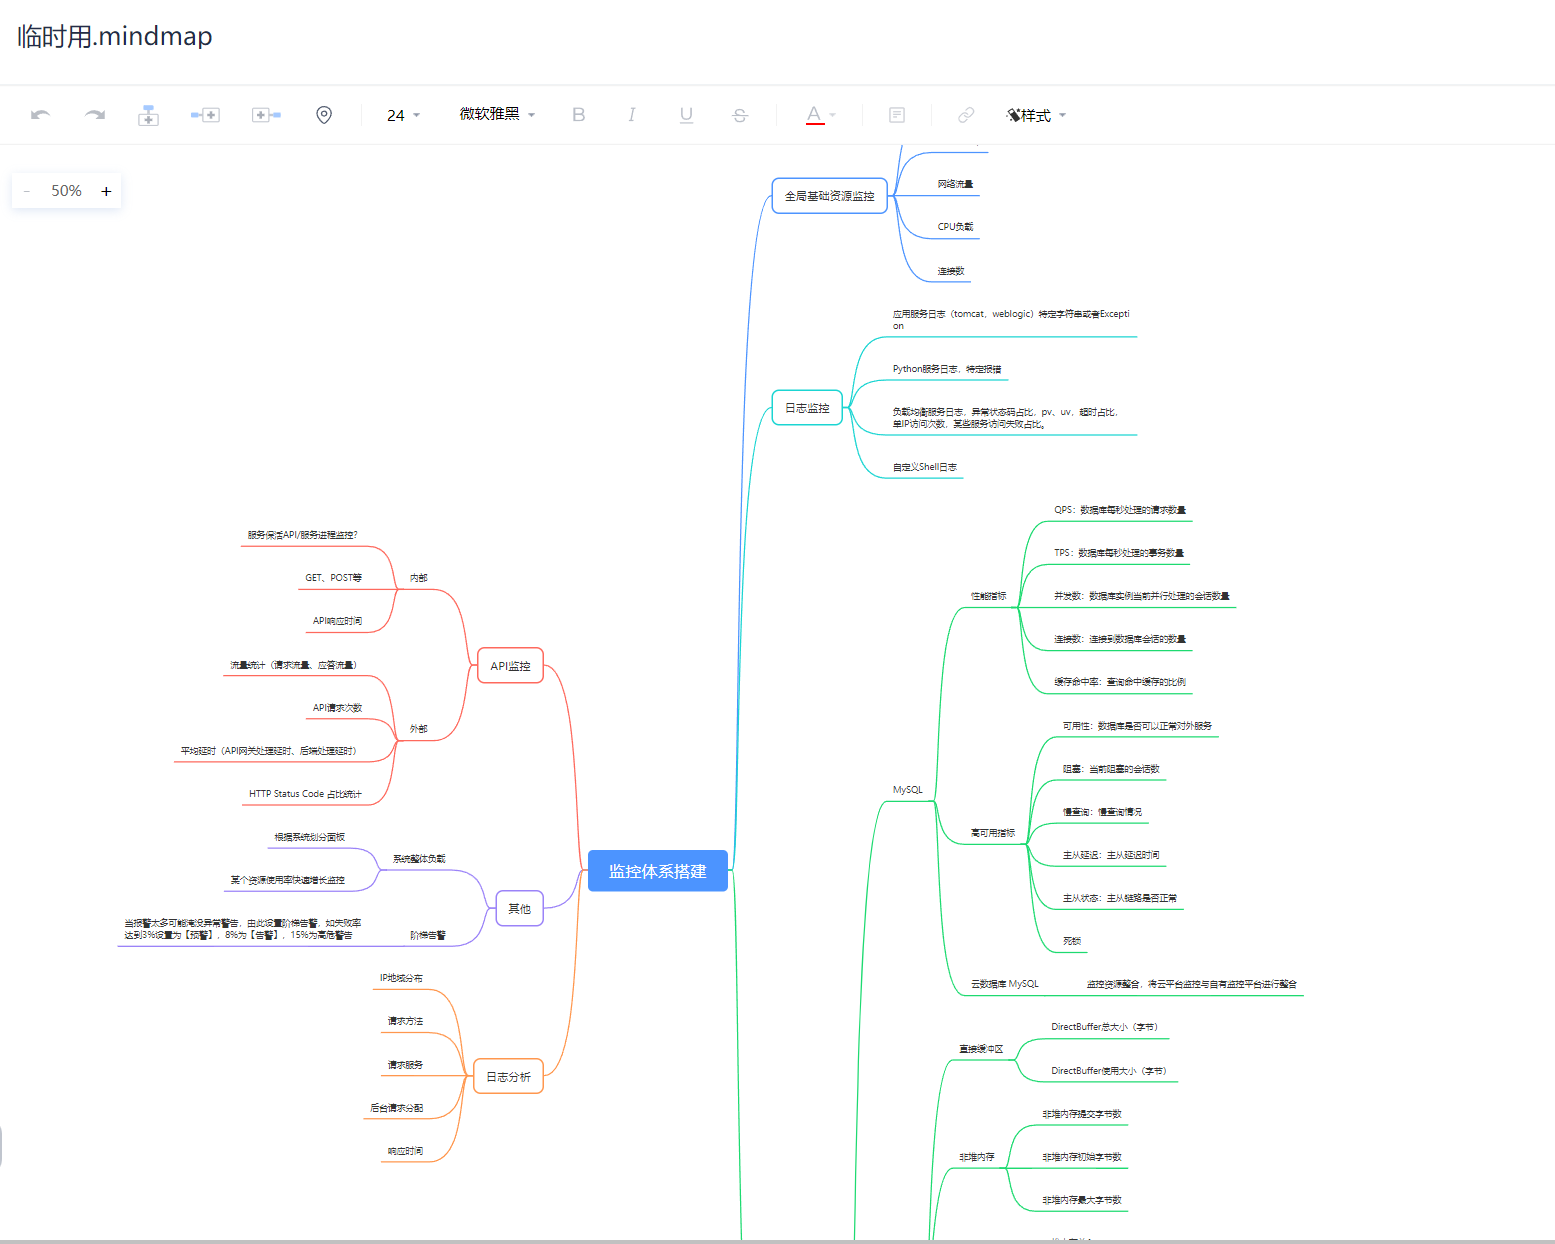 临时用.mindmap
24 微软雅黑 B I U S A 样式
- 50% +
全局基础资源监控
网络流量
CPU负载
连接数
日志监控
应用服务日志（tomcat，weblogic）特定字符串或者Excepti
on
Python服务日志，特定报错
负载均衡服务日志，异常状态码占比，pv、uv，超时占比，
单IP访问次数，某些服务访问失败占比。
自定义Shell日志
MySQL
性能指标
QPS：数据库每秒处理的请求数量
TPS：数据库每秒处理的事务数量
并发数：数据库实例当前并行处理的会话数量
连接数：连接到数据库会话的数量
缓存命中率：查询命中缓存的比例
高可用指标
可用性：数据库是否可以正常对外服务
阻塞：当前阻塞的会话数
慢查询：慢查询情况
主从延迟：主从延迟时间
主从状态：主从链路是否正常
死锁
云数据库 MySQL
监控资源整合，将云平台监控与自有监控平台进行整合
直接缓冲区
DirectBuffer总大小（字节）
DirectBuffer使用大小（字节）
非堆内存
非堆内存提交字节数
非堆内存初始字节数
非堆内存最大字节数
监控体系搭建
API监控
内部
服务保活API/服务进程监控？
GET、POST等
API响应时间
外部
流量统计（请求流量、应答流量）
API请求次数
平均延时（API网关处理延时、后端处理延时）
HTTP Status Code 占比统计
其他
系统整体负载
根据系统划分面板
某个资源使用率快速增长监控
阶梯告警
当报警太多可能淹没异常警告，由此设置阶梯告警，如失败率
达到3%设置为【预警】，8%为【告警】，15%为高危警告
日志分析
IP地域分布
请求方法
请求服务
后台请求分配
响应时间